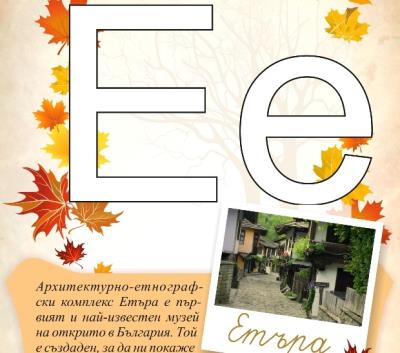 Ее
Архитектурно-етнограф-
ски комплекс Етъра е пър-
вият и най-известен музей
на открито в България. Той
е създаден, за да ни покаже
Етъра